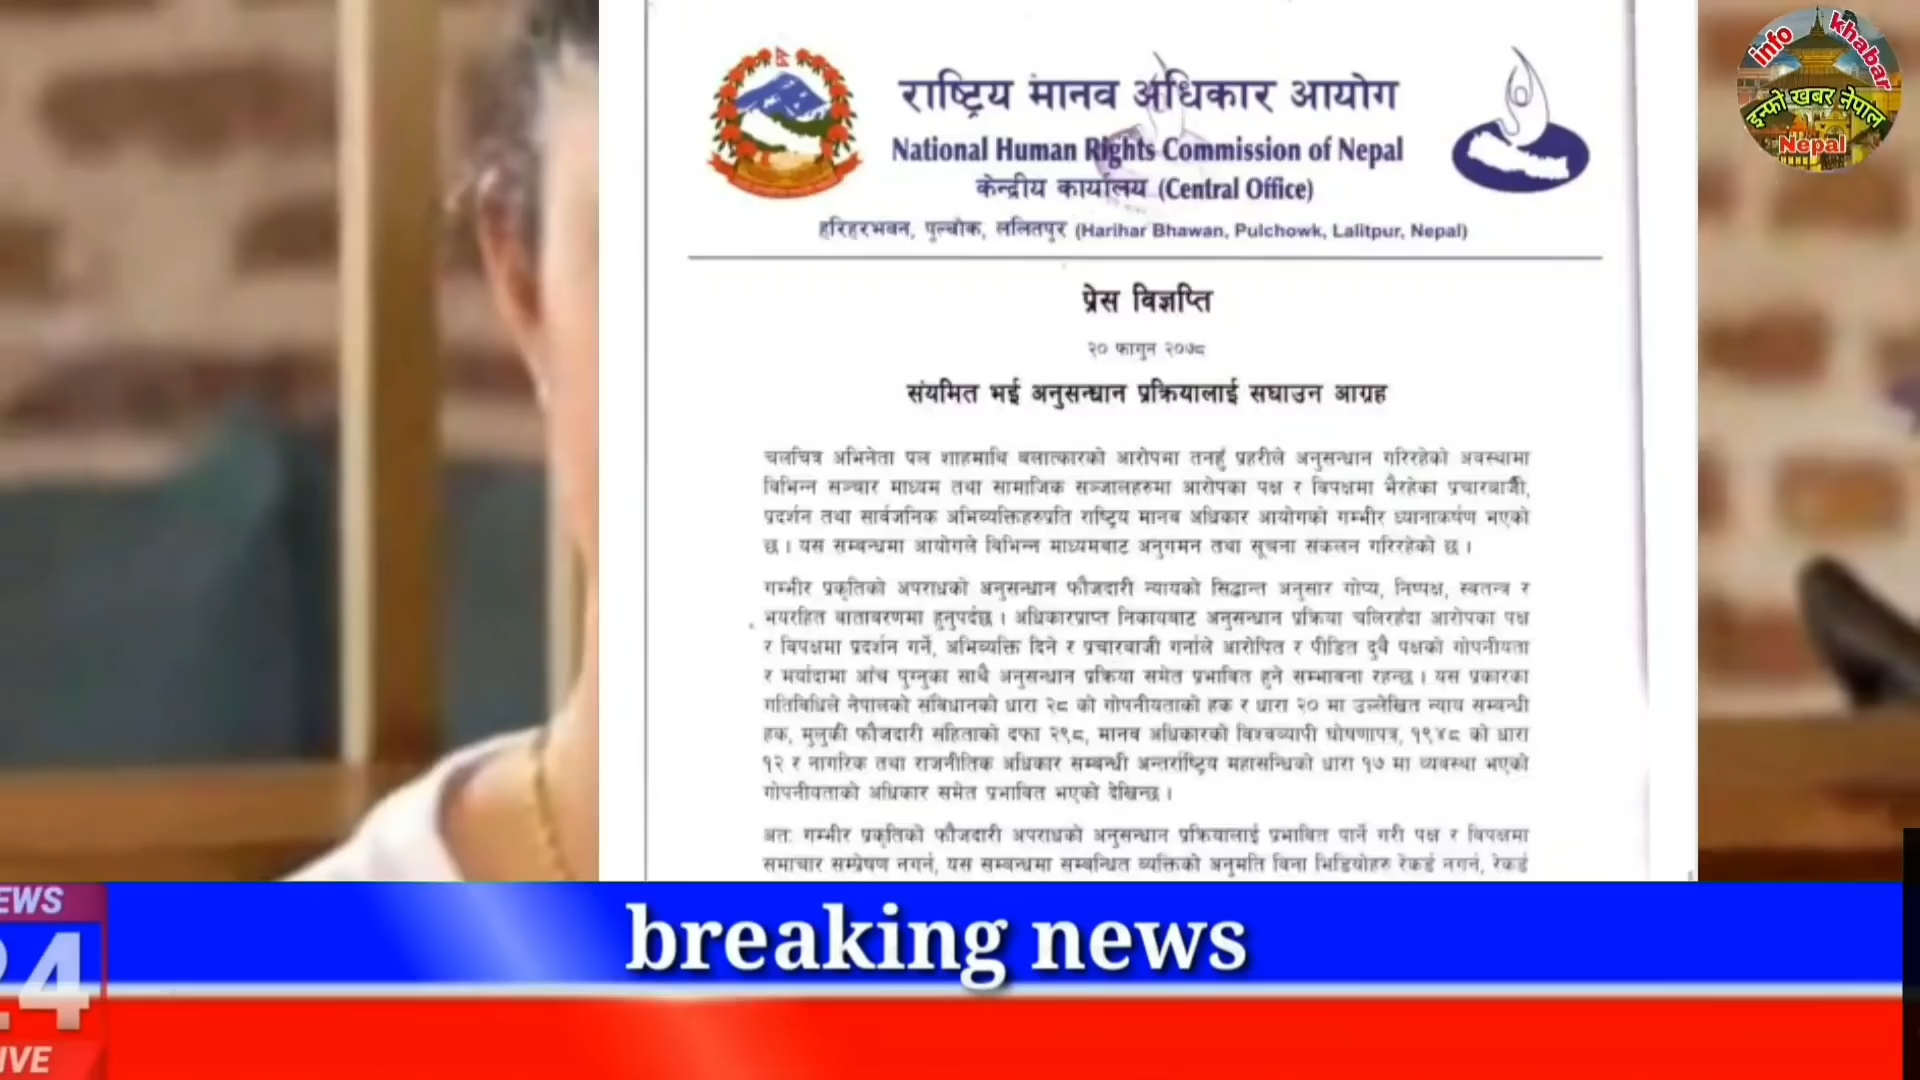 info khabar
इन्फो खबर नेपाल
Nepal
राष्ट्रिय मानव अधिकार आयोग
National Human Rights Commission of Nepal
केन्द्रीय कार्यालय (Central Office)
हरिहरभवन, पुल्चोक, ललितपुर (Harihar Bhawan, Pulchowk, Lalitpur, Nepal)
प्रेस विज्ञप्ति
२० फागुन २०७८
संयमित भई अनुसन्धान प्रक्रियालाई सघाउन आग्रह
चलचित्र अभिनेता पल शाहमाथि बलात्कारको आरोपमा तनहुँ प्रहरीले अनुसन्धान गरिरहेको अवस्थामा
विभिन्न सञ्चार माध्यम तथा सामाजिक सञ्जालहरुमा आरोपका पक्ष र विपक्षमा भैरहेका प्रचारबाजी,
प्रदर्शन तथा सार्वजनिक अभिव्यक्तिहरुप्रति राष्ट्रिय मानव अधिकार आयोगको गम्भीर ध्यानाकर्षण भएको
छ । यस सम्बन्धमा आयोगले विभिन्न माध्यमबाट अनुगमन तथा सूचना संकलन गरिरहेको छ ।
गम्भीर प्रकृतिको अपराधको अनुसन्धान फौजदारी न्यायको सिद्धान्त अनुसार गोप्य, निष्पक्ष, स्वतन्त्र र
भयरहित वातावरणमा हुनुपर्दछ । अधिकारप्राप्त निकायबाट अनुसन्धान प्रक्रिया चलिरहँदा आरोपका पक्ष
र विपक्षमा प्रदर्शन गर्ने, अभिव्यक्ति दिने र प्रचारबाजी गर्नाले आरोपित र पीडित दुवै पक्षको गोपनीयता
र मर्यादामा आँच पुग्नुका साथै अनुसन्धान प्रक्रिया समेत प्रभावित हुने सम्भावना रहन्छ । यस प्रकारका
गतिविधिले नेपालको संविधानको धारा २८ को गोपनीयताको हक र धारा २० मा उल्लेखित न्याय सम्बन्धी
हक, मुलुकी फौजदारी संहिताको दफा २९८, मानव अधिकारको विश्वव्यापी घोषणापत्र, १९४८ को धारा
१२ र नागरिक तथा राजनीतिक अधिकार सम्बन्धी अन्तर्राष्ट्रिय महासन्धिको धारा १७ मा व्यवस्था भएको
गोपनीयताको अधिकार समेत प्रभावित भएको देखिन्छ ।
अतः गम्भीर प्रकृतिको फौजदारी अपराधको अनुसन्धान प्रक्रियालाई प्रभावित पार्ने गरी पक्ष र विपक्षमा
समाचार सम्प्रेषण नगर्न, यस सम्बन्धमा सम्बन्धित व्यक्तिको अनुमति विना भिडियोहरु रेकर्ड नगर्न, रेकर्ड
EWS
24
IVE
breaking news